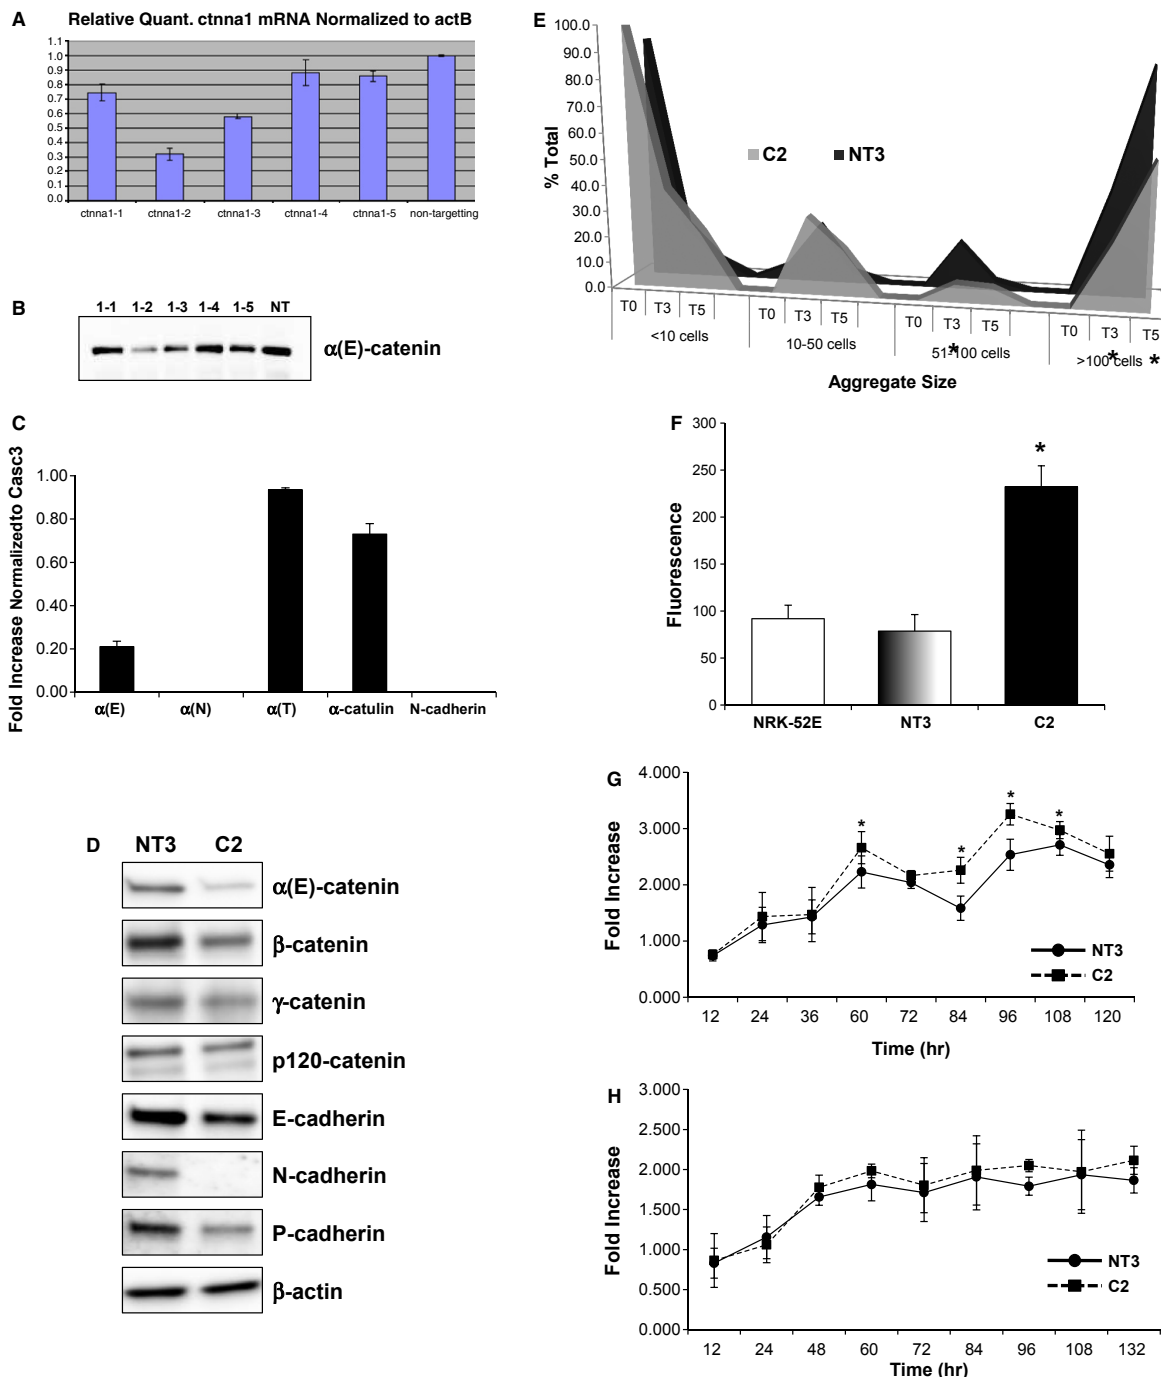 A
Relative Quant. ctnna1 mRNA Normalized to actB
1.1
1.0
0.9
0.8
0.7
0.6
0.5
0.4
0.3
0.2
0.1
0.0
ctnna1-1 ctnna1-2 ctnna1-3 ctnna1-4 ctnna1-5 non-targetting
B
1-1 1-2 1-3 1-4 1-5 NT
α(E)-catenin
C
Fold Increase Normalizedto Casc3
1.00
0.80
0.60
0.40
0.20
0.00
α(E) α(N) α(T) α-catulin N-cadherin
D
NT3 C2
α(E)-catenin
β-catenin
γ-catenin
p120-catenin
E-cadherin
N-cadherin
P-cadherin
β-actin
E
% Total
100.0
90.0
80.0
70.0
60.0
50.0
40.0
30.0
20.0
10.0
0.0
C2 NT3
T0 T3 T5 T0 T3 T5 T0 T3 T5 T0 T3 T5
<10 cells 10-50 cells 51-100 cells >100 cells
* * *
Aggregate Size
F
Fluorescence
300
250
200
150
100
50
0
*
NRK-52E NT3 C2
G
Fold Increase
4.000
3.000
2.000
1.000
0.000
* * * *
NT3
C2
12 24 36 60 72 84 96 108 120
Time (hr)
H
Fold Increase
3.000
2.500
2.000
1.500
1.000
0.500
0.000
NT3
C2
12 24 48 60 72 84 96 108 132
Time (hr)